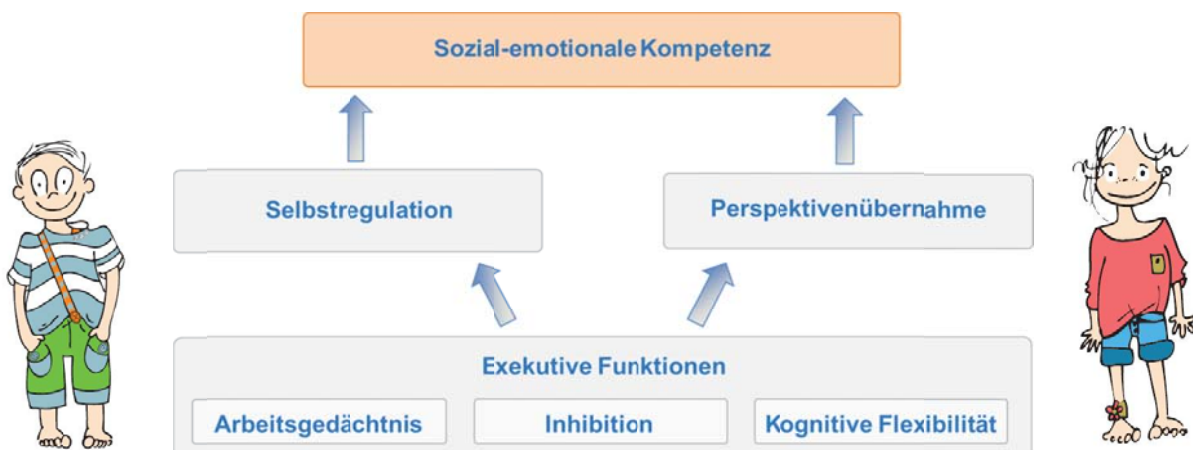 Sozial-emotionale Kompetenz
Selbstregulation
Perspektivenübernahme
Exekutive Funktionen
Arbeitsgedächtnis
Inhibition
Kognitive Flexibilität